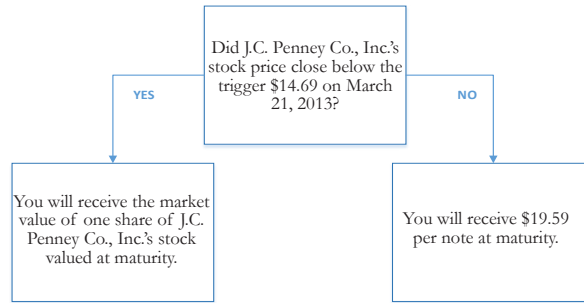 Did J.C. Penney Co., Inc.'s
stock price close below the
trigger $14.69 on March
21, 2013?
YES
NO
You will receive the market
value of one share of J.C.
Penney Co., Inc.'s stock
valued at maturity.
You will receive $19.59
per note at maturity.